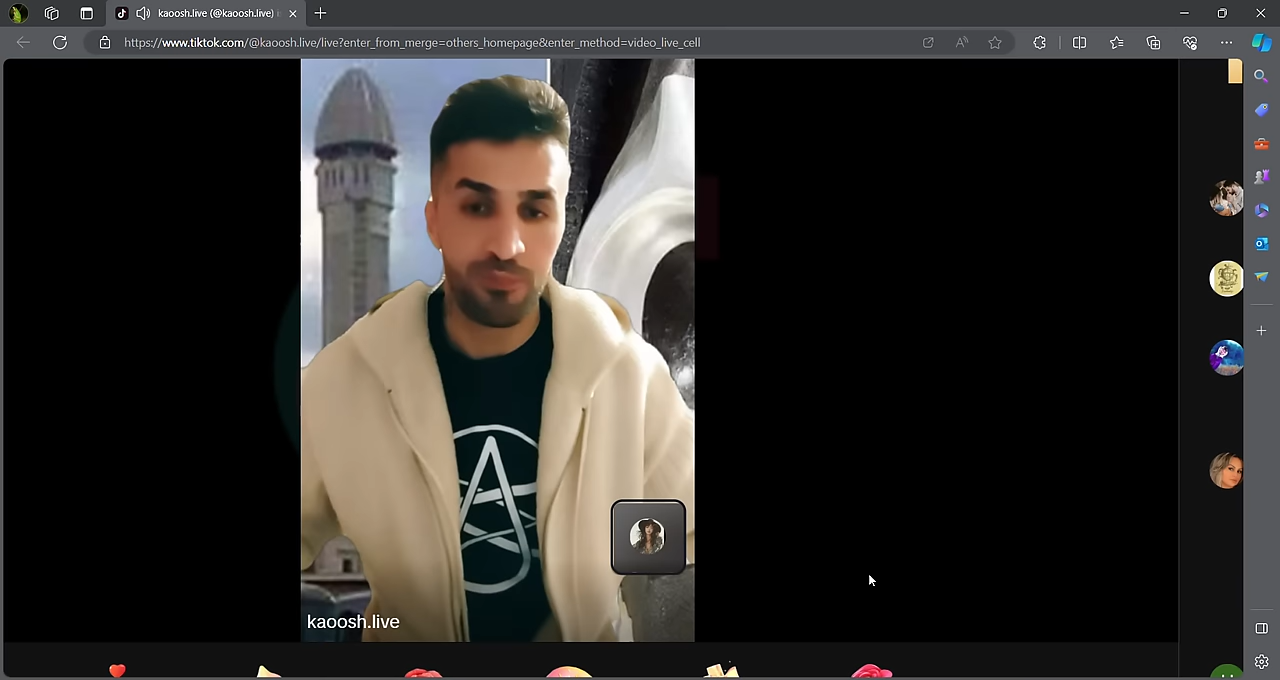 kaoosh.live (@kaoosh.live) i
https://www.tiktok.com/@kaoosh.live/live?enter_from_merge=others_homepage&enter_method=video_live_cell
kaoosh.live